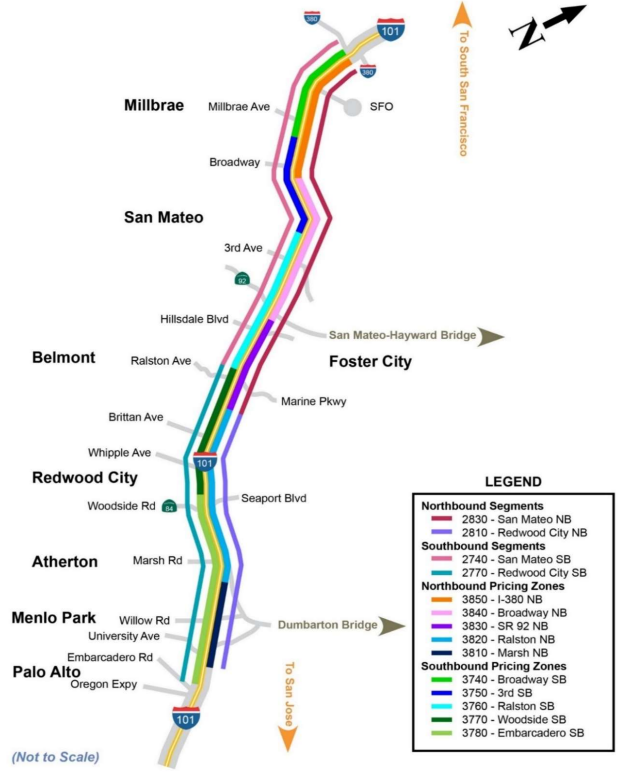 380
101
N
To South San Francisco
380
Millbrae
Millbrae Ave
SFO
Broadway
San Mateo
3rd Ave
92
Hillsdale Blvd
San Mateo-Hayward Bridge
Belmont
Ralston Ave
Foster City
Marine Pkwy
Brittan Ave
Whipple Ave
101
Redwood City
Woodside Rd
84
Seaport Blvd
Atherton
Marsh Rd
Menlo Park
Willow Rd
Dumbarton Bridge
University Ave
Embarcadero Rd
Palo Alto
Oregon Expy
To San Jose
101
(Not to Scale)
LEGEND
Northbound Segments
2830 - San Mateo NB
2810 - Redwood City NB
Southbound Segments
2740 - San Mateo SB
2770 - Redwood City SB
Northbound Pricing Zones
3850 - I-380 NB
3840 - Broadway NB
3830 - SR 92 NB
3820 - Ralston NB
3810 - Marsh NB
Southbound Pricing Zones
3740 - Broadway SB
3750 - 3rd SB
3760 - Ralston SB
3770 - Woodside SB
3780 - Embarcadero SB